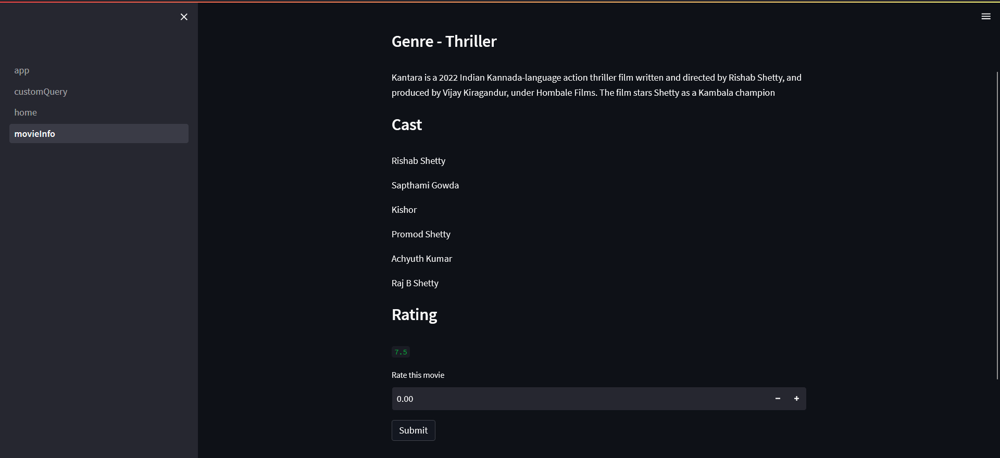 app
customQuery
home
movieInfo
Genre - Thriller
Kantara is a 2022 Indian Kannada-language action thriller film written and directed by Rishab Shetty, and
produced by Vijay Kiragandur, under Hombale Films. The film stars Shetty as a Kambala champion
Cast
Rishab Shetty
Sapthami Gowda
Kishor
Promod Shetty
Achyuth Kumar
Raj B Shetty
Rating
7.5
Rate this movie
0.00
Submit